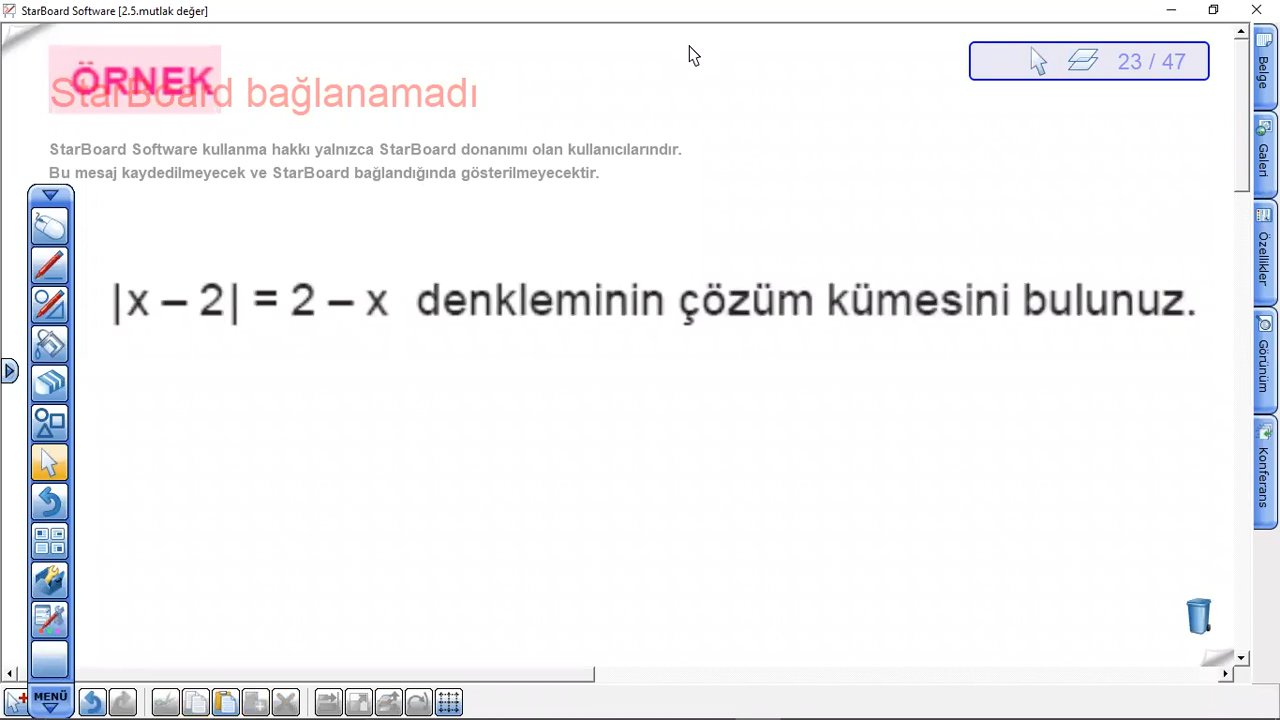 StarBoard Software [2.5.mutlak değer]
ÖRNEK
StarBoard bağlanamadı
23 / 47
StarBoard Software kullanma hakkı yalnızca StarBoard donanımı olan kullanıcılarındır.
Bu mesaj kaydedilmeyecek ve StarBoard bağlandığında gösterilmeyecektir.
|x – 2| = 2 – x denkleminin çözüm kümesini bulunuz.
Belge
Galeri
Özellikler
Görünüm
Konferans
MENÜ